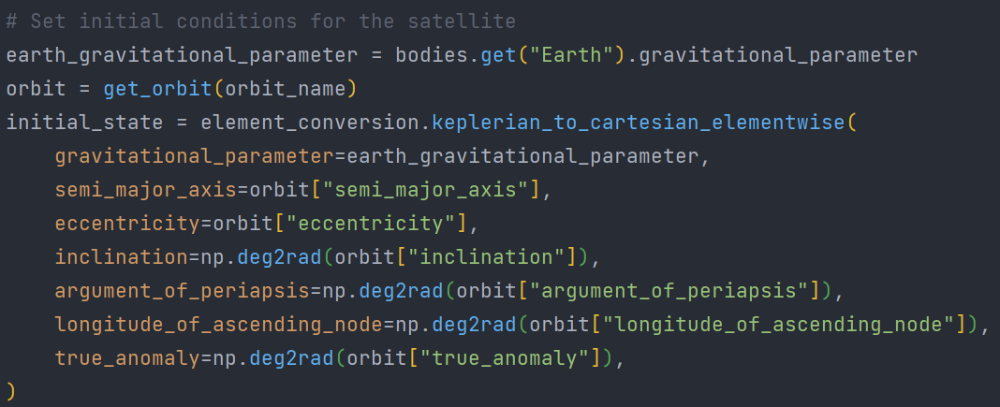 # Set initial conditions for the satellite
earth_gravitational_parameter = bodies.get("Earth").gravitational_parameter
orbit = get_orbit(orbit_name)
initial_state = element_conversion.keplerian_to_cartesian_elementwise(
    gravitational_parameter=earth_gravitational_parameter,
    semi_major_axis=orbit["semi_major_axis"],
    eccentricity=orbit["eccentricity"],
    inclination=np.deg2rad(orbit["inclination"]),
    argument_of_periapsis=np.deg2rad(orbit["argument_of_periapsis"]),
    longitude_of_ascending_node=np.deg2rad(orbit["longitude_of_ascending_node"]),
    true_anomaly=np.deg2rad(orbit["true_anomaly"]),
)